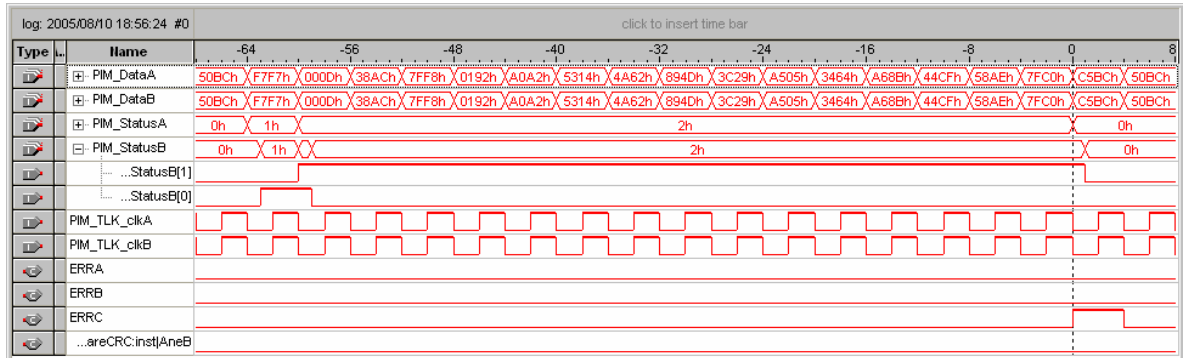 log: 2005/08/10 18:56:24 #0 click to insert time bar
Type Name -64 -56 -48 -40 -32 -24 -16 -8 0 8
PIM_DataA 50BCh F7F7h 000Dh 38ACh 7FF8h 0192h A0A2h 5314h 4A62h 894Dh 3C29h A505h 3464h A68Bh 44CFh 58AEh 7FC0h C5BCh 50BCh
PIM_DataB 50BCh F7F7h 000Dh 38ACh 7FF8h 0192h A0A2h 5314h 4A62h 894Dh 3C29h A505h 3464h A68Bh 44CFh 58AEh 7FC0h C5BCh 50BCh
PIM_StatusA 0h 1h 2h 0h
PIM_StatusB 0h 1h 2h 0h
...StatusB[1]
...StatusB[0]
PIM_TLK_clkA
PIM_TLK_clkB
ERRA
ERRB
ERRC
...areCRC:inst|AneB